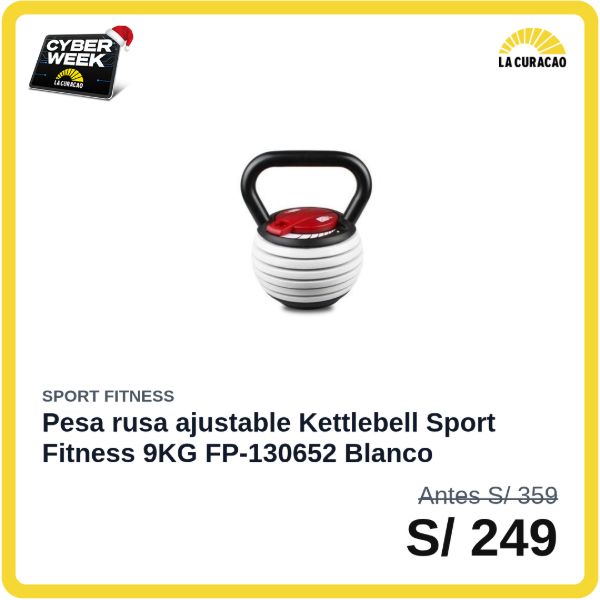 CYBER
WEEK
LA CURACAO
LA CURACAO
SPORT FITNESS
Pesa rusa ajustable Kettlebell Sport
Fitness 9KG FP-130652 Blanco
Antes S/ 359
S/ 249